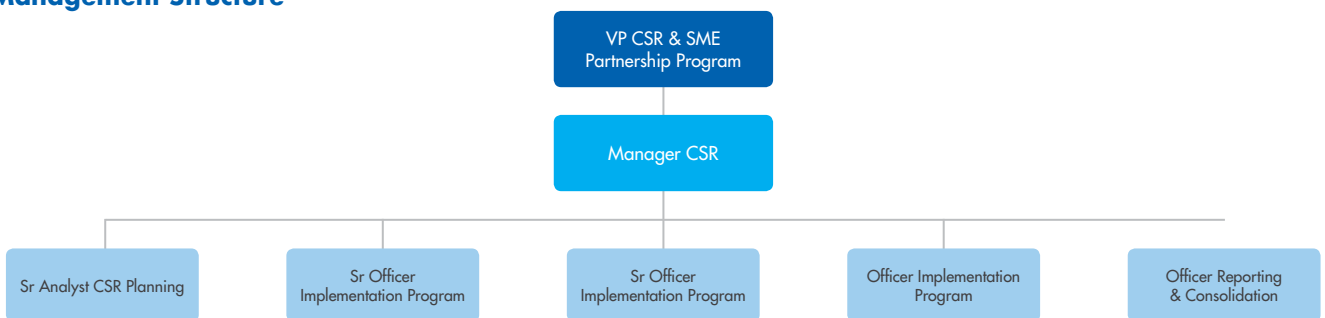 Management Structure
VP CSR & SME
Partnership Program
Manager CSR
Sr Analyst CSR Planning
Sr Officer
Implementation Program
Sr Officer
Implementation Program
Officer Implementation
Program
Officer Reporting
& Consolidation